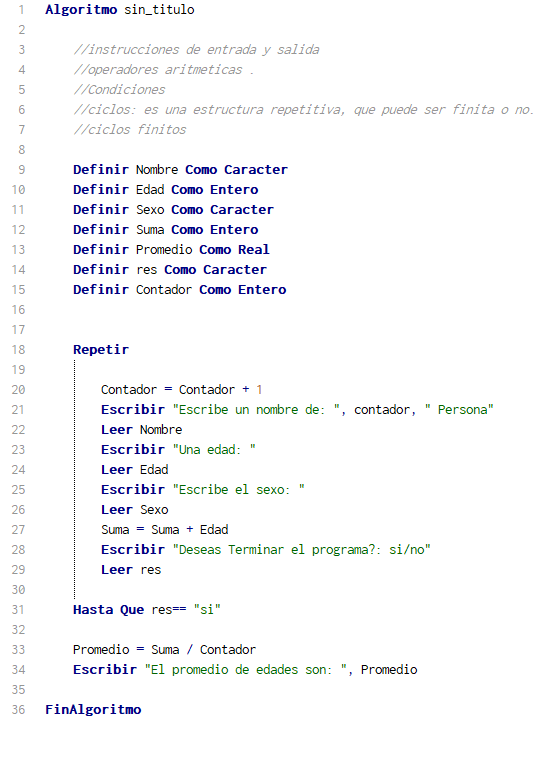 1 Algoritmo sin_titulo
2
3 //instrucciones de entrada y salida
4 //operadores aritmeticas .
5 //Condiciones
6 //ciclos: es una estructura repetitiva, que puede ser finita o no.
7 //ciclos finitos
8
9 Definir Nombre Como Caracter
10 Definir Edad Como Entero
11 Definir Sexo Como Caracter
12 Definir Suma Como Entero
13 Definir Promedio Como Real
14 Definir res Como Caracter
15 Definir Contador Como Entero
16
17
18 Repetir
19
20 Contador = Contador + 1
21 Escribir "Escribe un nombre de: ", contador, " Persona"
22 Leer Nombre
23 Escribir "Una edad: "
24 Leer Edad
25 Escribir "Escribe el sexo: "
26 Leer Sexo
27 Suma = Suma + Edad
28 Escribir "Deseas Terminar el programa?: si/no"
29 Leer res
30
31 Hasta Que res== "si"
32
33 Promedio = Suma / Contador
34 Escribir "El promedio de edades son: ", Promedio
35
36 FinAlgoritmo